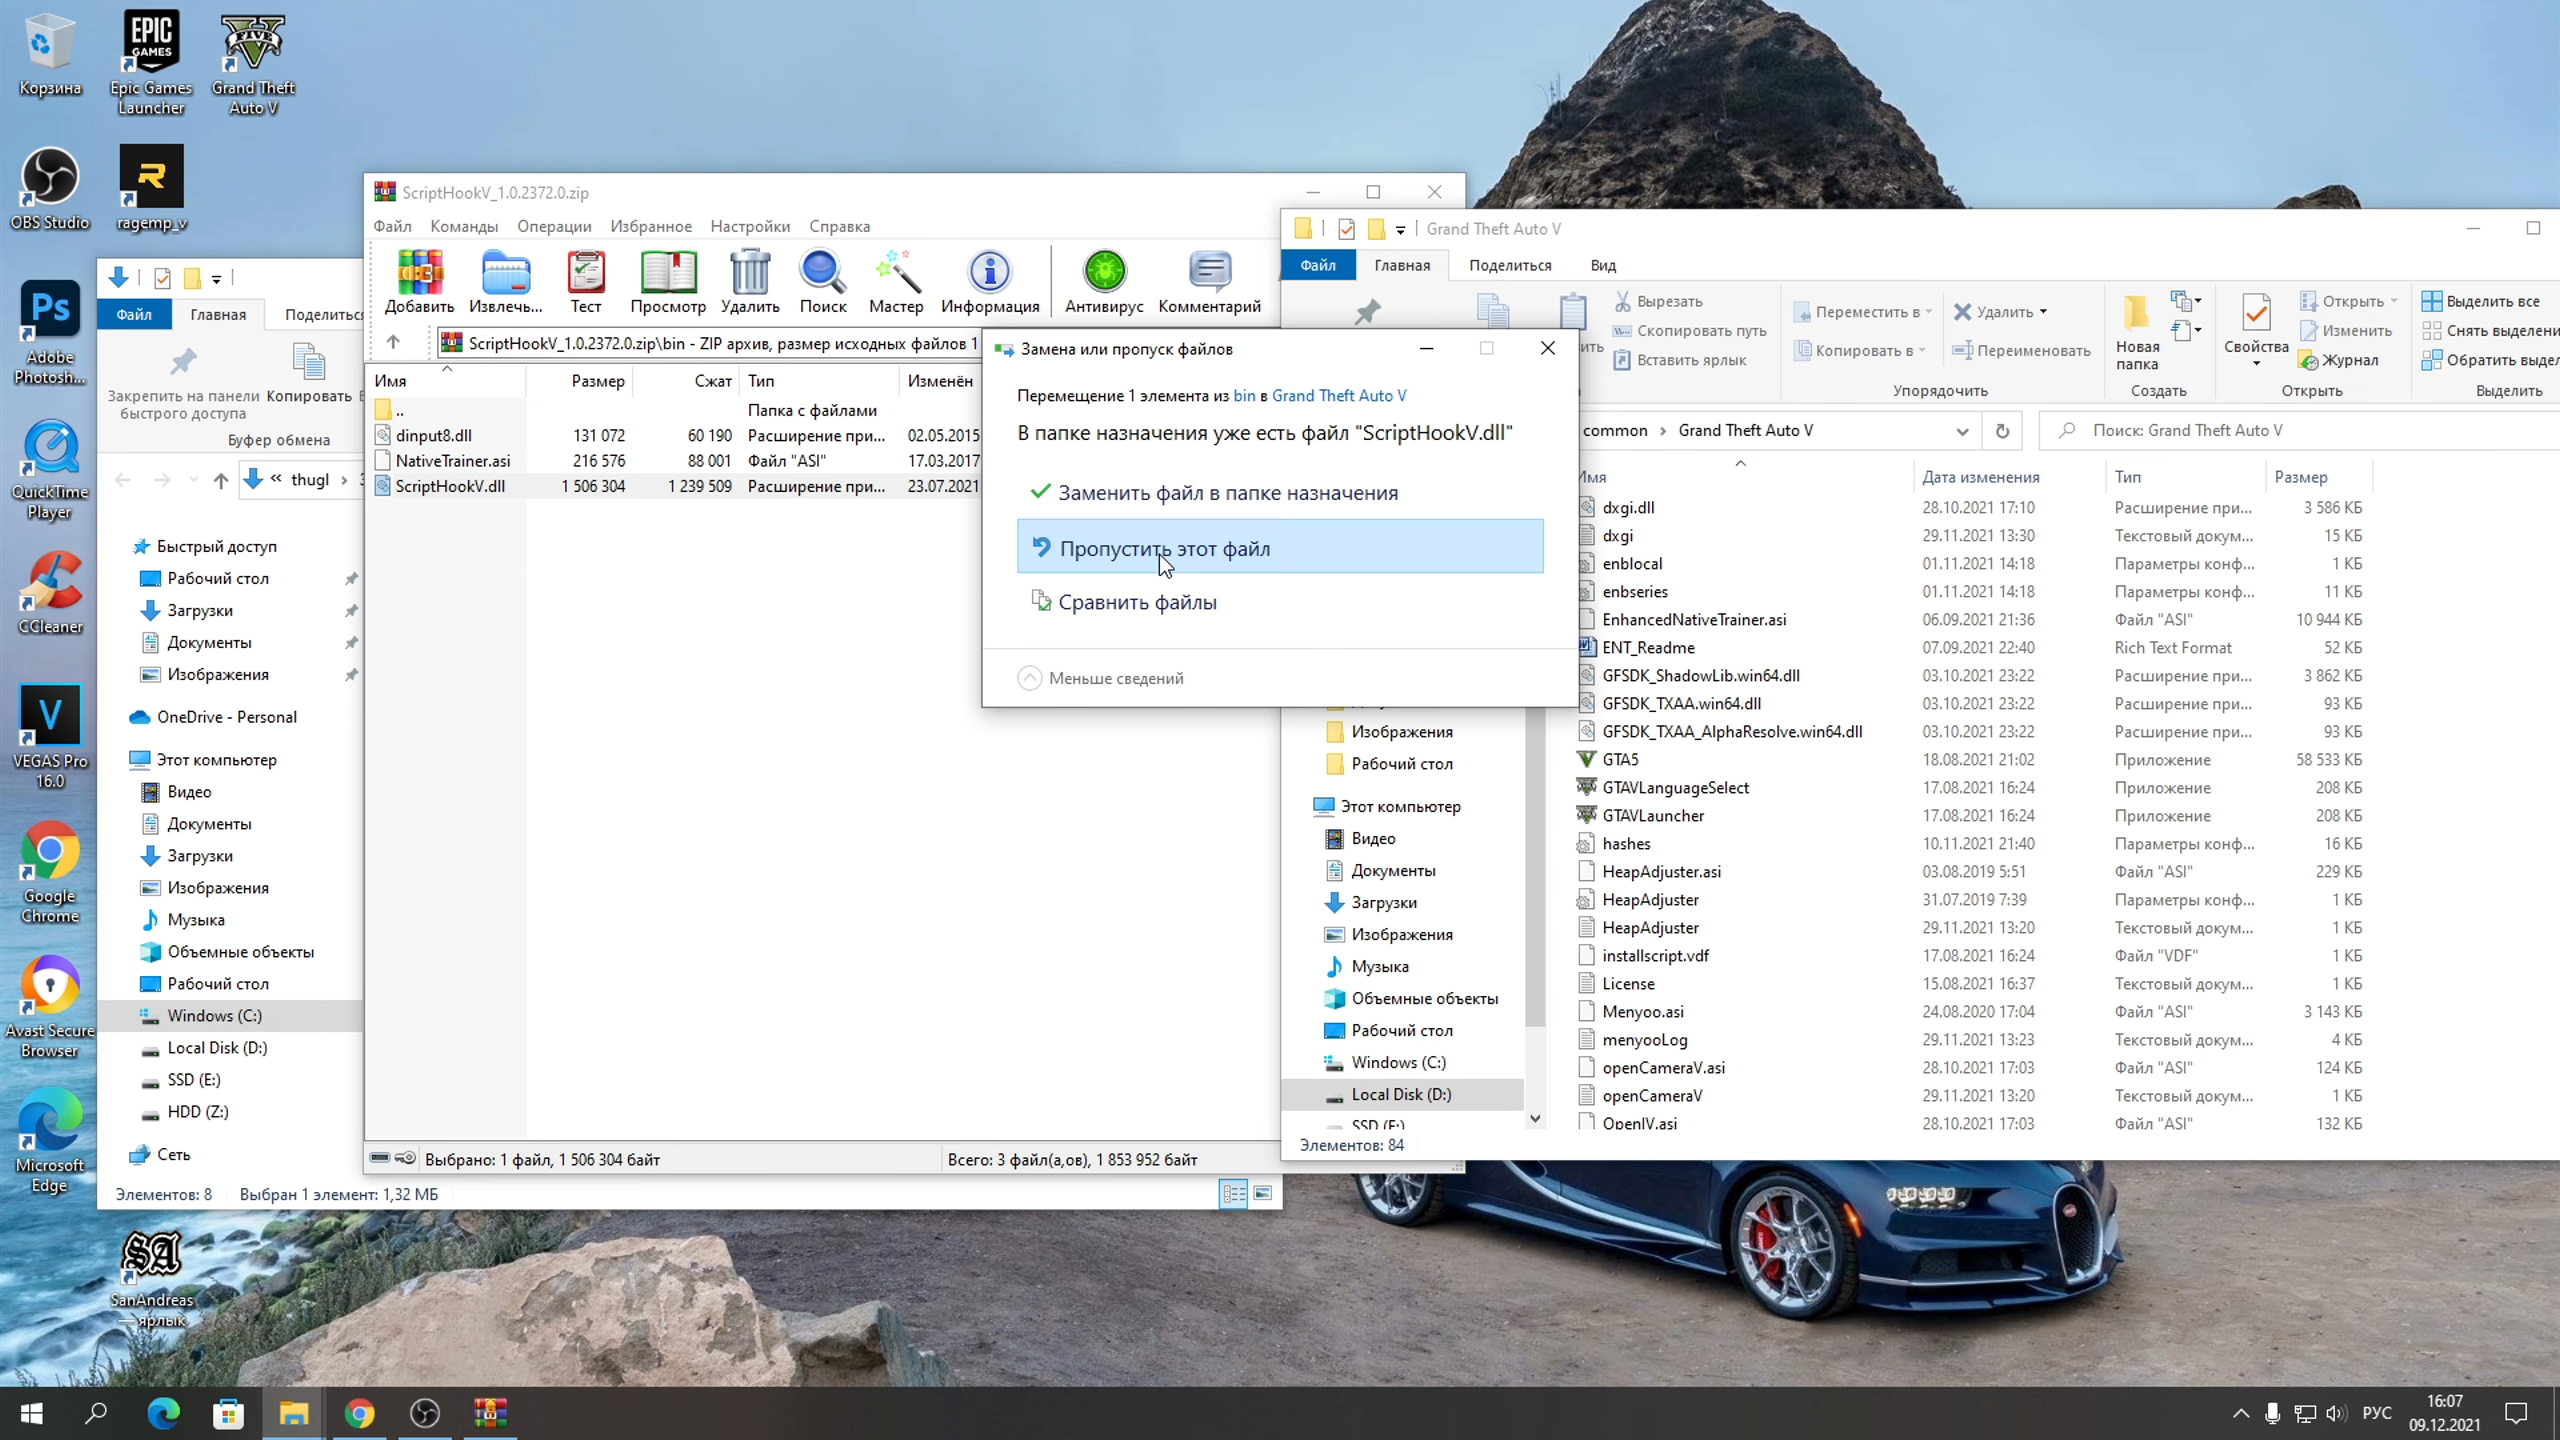 Корзина
EPIC GAMES
Epic Games Launcher
FIVE
Grand Theft Auto V
OBS Studio
ragemp_v
Ps
Adobe Photosh...
QuickTime Player
CCleaner
V
VEGAS Pro 16.0
Google Chrome
Avast Secure Browser
Microsoft Edge
SA
SanAndreas — ярлык
Файл
Главная
Поделитьс
Закрепить на панели быстрого доступа
Копировать
Буфер обмена
« thugl ›
Быстрый доступ
Рабочий стол
Загрузки
Документы
Изображения
OneDrive - Personal
Этот компьютер
Видео
Документы
Загрузки
Изображения
Музыка
Объемные объекты
Рабочий стол
Windows (C:)
Local Disk (D:)
SSD (E:)
HDD (Z:)
Сеть
Элементов: 8 Выбран 1 элемент: 1,32 МБ
ScriptHookV_1.0.2372.0.zip
Файл Команды Операции Избранное Настройки Справка
Добавить Извлечь... Тест Просмотр Удалить Поиск Мастер Информация Антивирус Комментарий
ScriptHookV_1.0.2372.0.zip\bin - ZIP архив, размер исходных файлов 1
Имя Размер Сжат Тип Изменён
.. Папка с файлами
dinput8.dll 131 072 60 190 Расширение при... 02.05.2015
NativeTrainer.asi 216 576 88 001 Файл "ASI" 17.03.2017
ScriptHookV.dll 1 506 304 1 239 509 Расширение при... 23.07.2021
Выбрано: 1 файл, 1 506 304 байт
Всего: 3 файл(а,ов), 1 853 952 байт
Замена или пропуск файлов
Перемещение 1 элемента из bin в Grand Theft Auto V
В папке назначения уже есть файл "ScriptHookV.dll"
Заменить файл в папке назначения
Пропустить этот файл
Сравнить файлы
Меньше сведений
Grand Theft Auto V
Файл Главная Поделиться Вид
Вырезать
Скопировать путь
Вставить ярлык
Переместить в
Копировать в
Удалить
Переименовать
Упорядочить
Новая папка
Создать
Свойства
Открыть
Изменить
Журнал
Открыть
Выделить все
Снять выделени
Обратить выдел
Выделить
common › Grand Theft Auto V
Поиск: Grand Theft Auto V
Изображения
Рабочий стол
Этот компьютер
Видео
Документы
Загрузки
Изображения
Музыка
Объемные объекты
Рабочий стол
Windows (C:)
Local Disk (D:)
SSD (E:)
Имя Дата изменения Тип Размер
dxgi.dll 28.10.2021 17:10 Расширение при... 3 586 КБ
dxgi 29.11.2021 13:30 Текстовый докум... 15 КБ
enblocal 01.11.2021 14:18 Параметры конф... 1 КБ
enbseries 01.11.2021 14:18 Параметры конф... 11 КБ
EnhancedNativeTrainer.asi 06.09.2021 21:36 Файл "ASI" 10 944 КБ
ENT_Readme 07.09.2021 22:40 Rich Text Format 52 КБ
GFSDK_ShadowLib.win64.dll 03.10.2021 23:22 Расширение при... 3 862 КБ
GFSDK_TXAA.win64.dll 03.10.2021 23:22 Расширение при... 93 КБ
GFSDK_TXAA_AlphaResolve.win64.dll 03.10.2021 23:22 Расширение при... 93 КБ
GTA5 18.08.2021 21:02 Приложение 58 533 КБ
GTAVLanguageSelect 17.08.2021 16:24 Приложение 208 КБ
GTAVLauncher 17.08.2021 16:24 Приложение 208 КБ
hashes 10.11.2021 21:40 Параметры конф... 16 КБ
HeapAdjuster.asi 03.08.2019 5:51 Файл "ASI" 229 КБ
HeapAdjuster 31.07.2019 7:39 Параметры конф... 1 КБ
HeapAdjuster 29.11.2021 13:20 Текстовый докум... 1 КБ
installscript.vdf 17.08.2021 16:24 Файл "VDF" 1 КБ
License 15.08.2021 16:37 Текстовый докум... 1 КБ
Menyoo.asi 24.08.2020 17:04 Файл "ASI" 3 143 КБ
menyooLog 29.11.2021 13:23 Текстовый докум... 4 КБ
openCameraV.asi 28.10.2021 17:03 Файл "ASI" 124 КБ
openCameraV 29.11.2021 13:20 Текстовый докум... 1 КБ
OpenIV.asi 28.10.2021 17:03 Файл "ASI" 132 КБ
Элементов: 84
РУС
16:07
09.12.2021